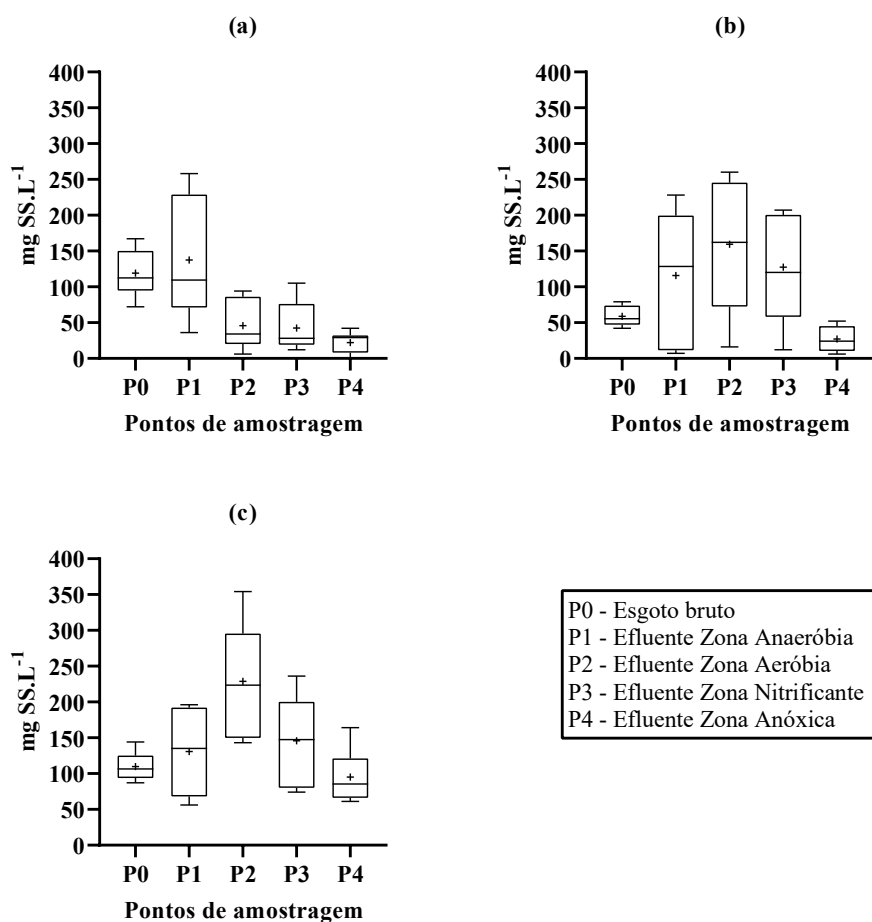 (a)
400
350
300
250
200
150
100
50
0
mg SS.L⁻¹
P0 P1 P2 P3 P4
Pontos de amostragem
(b)
400
350
300
250
200
150
100
50
0
mg SS.L⁻¹
P0 P1 P2 P3 P4
Pontos de amostragem
(c)
400
350
300
250
200
150
100
50
0
mg SS.L⁻¹
P0 P1 P2 P3 P4
Pontos de amostragem
P0 - Esgoto bruto
P1 - Efluente Zona Anaeróbia
P2 - Efluente Zona Aeróbia
P3 - Efluente Zona Nitrificante
P4 - Efluente Zona Anóxica